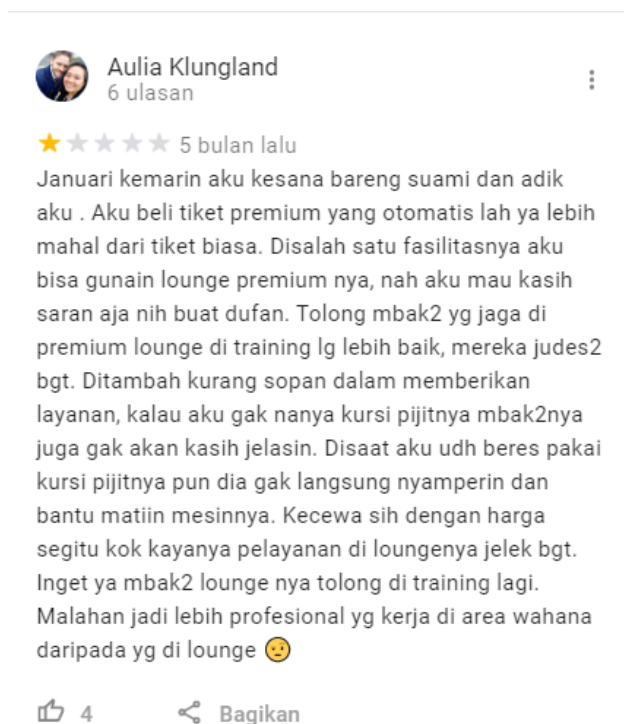 Aulia Klungland
6 ulasan
5 bulan lalu
Januari kemarin aku kesana bareng suami dan adik
aku . Aku beli tiket premium yang otomatis lah ya lebih
mahal dari tiket biasa. Disalah satu fasilitasnya aku
bisa gunain lounge premium nya, nah aku mau kasih
saran aja nih buat dufan. Tolong mbak2 yg jaga di
premium lounge di training lg lebih baik, mereka judes2
bgt. Ditambah kurang sopan dalam memberikan
layanan, kalau aku gak nanya kursi pijitnya mbak2nya
juga gak akan kasih jelasin. Disaat aku udh beres pakai
kursi pijitnya pun dia gak langsung nyamperin dan
bantu matiin mesinnya. Kecewa sih dengan harga
segitu kok kayanya pelayanan di loungenya jelek bgt.
Inget ya mbak2 lounge nya tolong di training lagi.
Malahan jadi lebih profesional yg kerja di area wahana
daripada yg di lounge 🤨
4 Bagikan